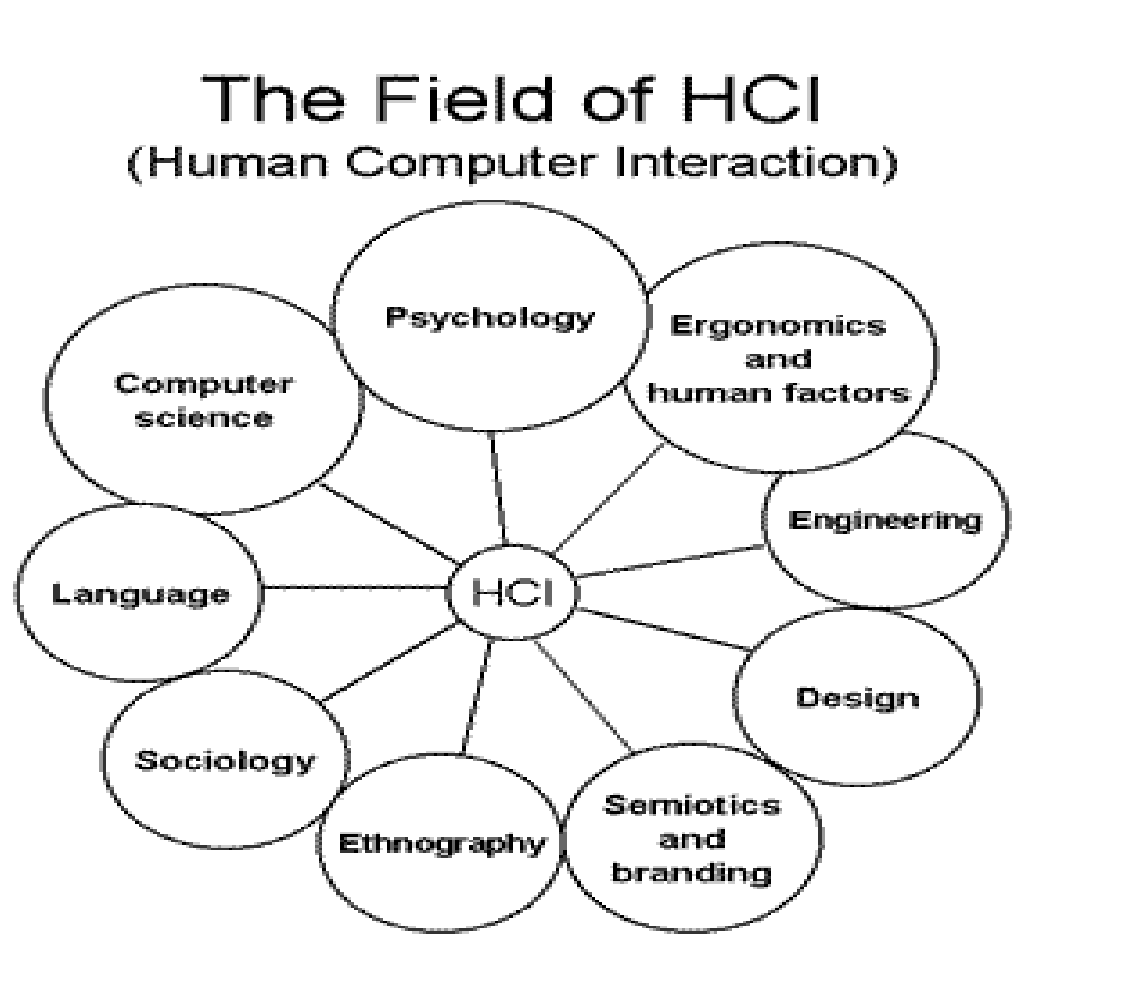 The Field of HCI
(Human Computer Interaction)
Psychology
Ergonomics
and
human factors
Computer
science
Engineering
Language
HCI
Design
Sociology
Semiotics
and
branding
Ethnography